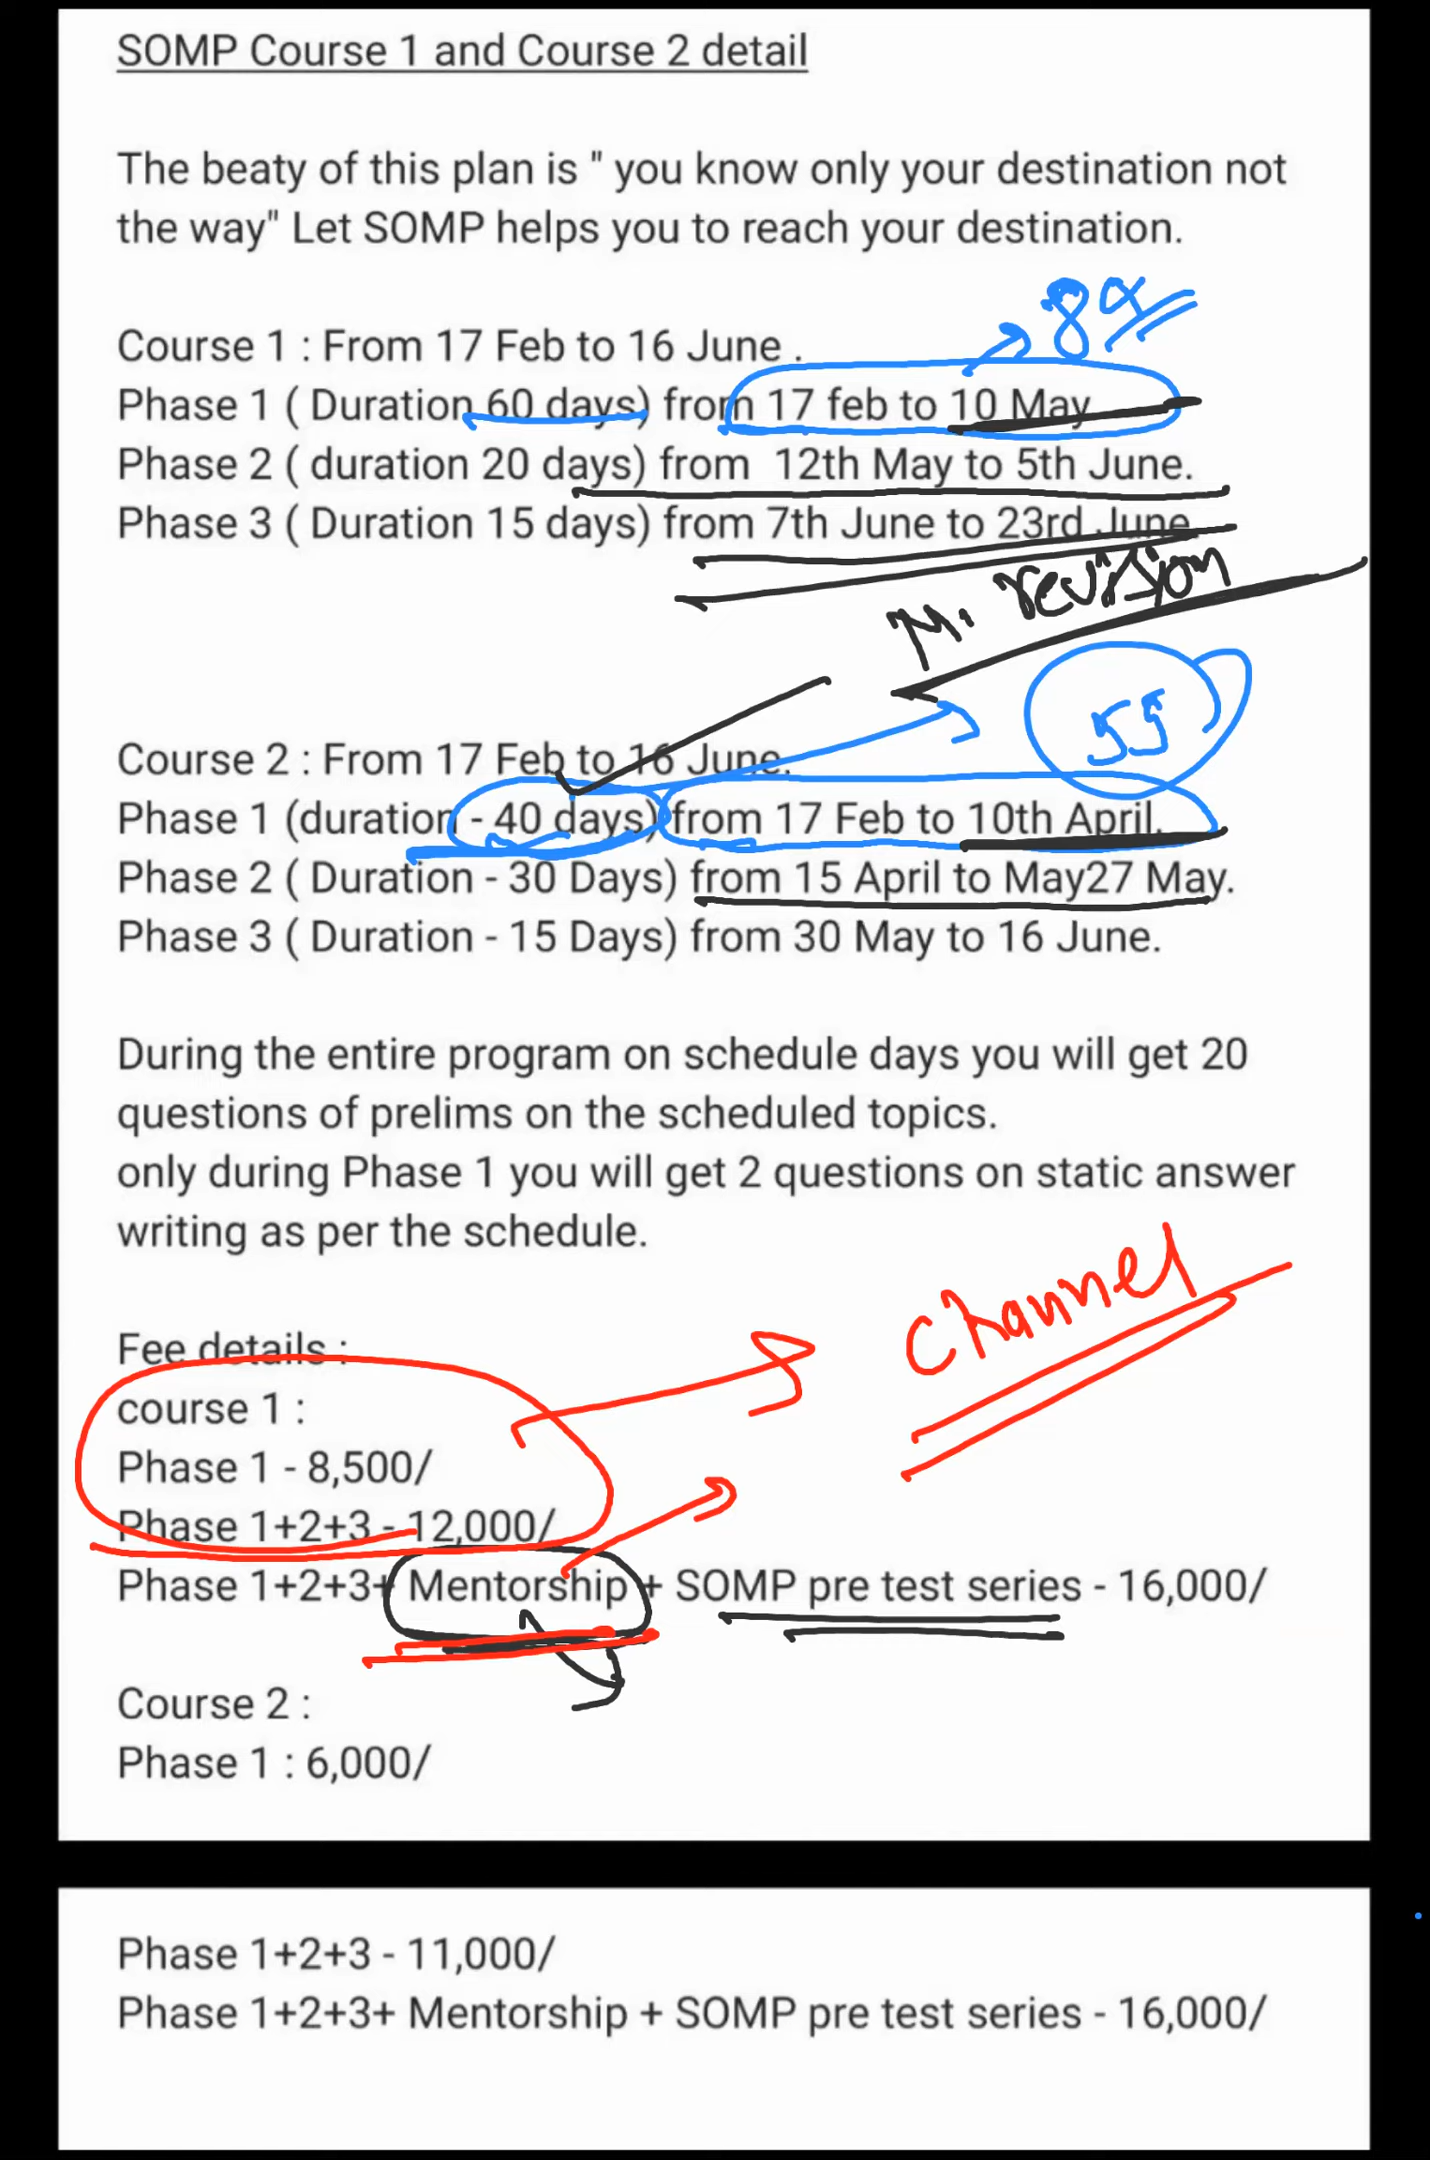 SOMP Course 1 and Course 2 detail
The beaty of this plan is " you know only your destination not
the way" Let SOMP helps you to reach your destination.
84
Course 1 : From 17 Feb to 16 June .
Phase 1 ( Duration 60 days) from 17 feb to 10 May
Phase 2 ( duration 20 days) from 12th May to 5th June.
Phase 3 ( Duration 15 days) from 7th June to 23rd June.
M. revision
55
Course 2 : From 17 Feb to 16 June.
Phase 1 (duration - 40 days) from 17 Feb to 10th April.
Phase 2 ( Duration - 30 Days) from 15 April to May27 May.
Phase 3 ( Duration - 15 Days) from 30 May to 16 June.
During the entire program on schedule days you will get 20
questions of prelims on the scheduled topics.
only during Phase 1 you will get 2 questions on static answer
writing as per the schedule.
Channel
Fee details :
course 1 :
Phase 1 - 8,500/
Phase 1+2+3 - 12,000/
Phase 1+2+3+ Mentorship + SOMP pre test series - 16,000/
Course 2 :
Phase 1 : 6,000/
Phase 1+2+3 - 11,000/
Phase 1+2+3+ Mentorship + SOMP pre test series - 16,000/